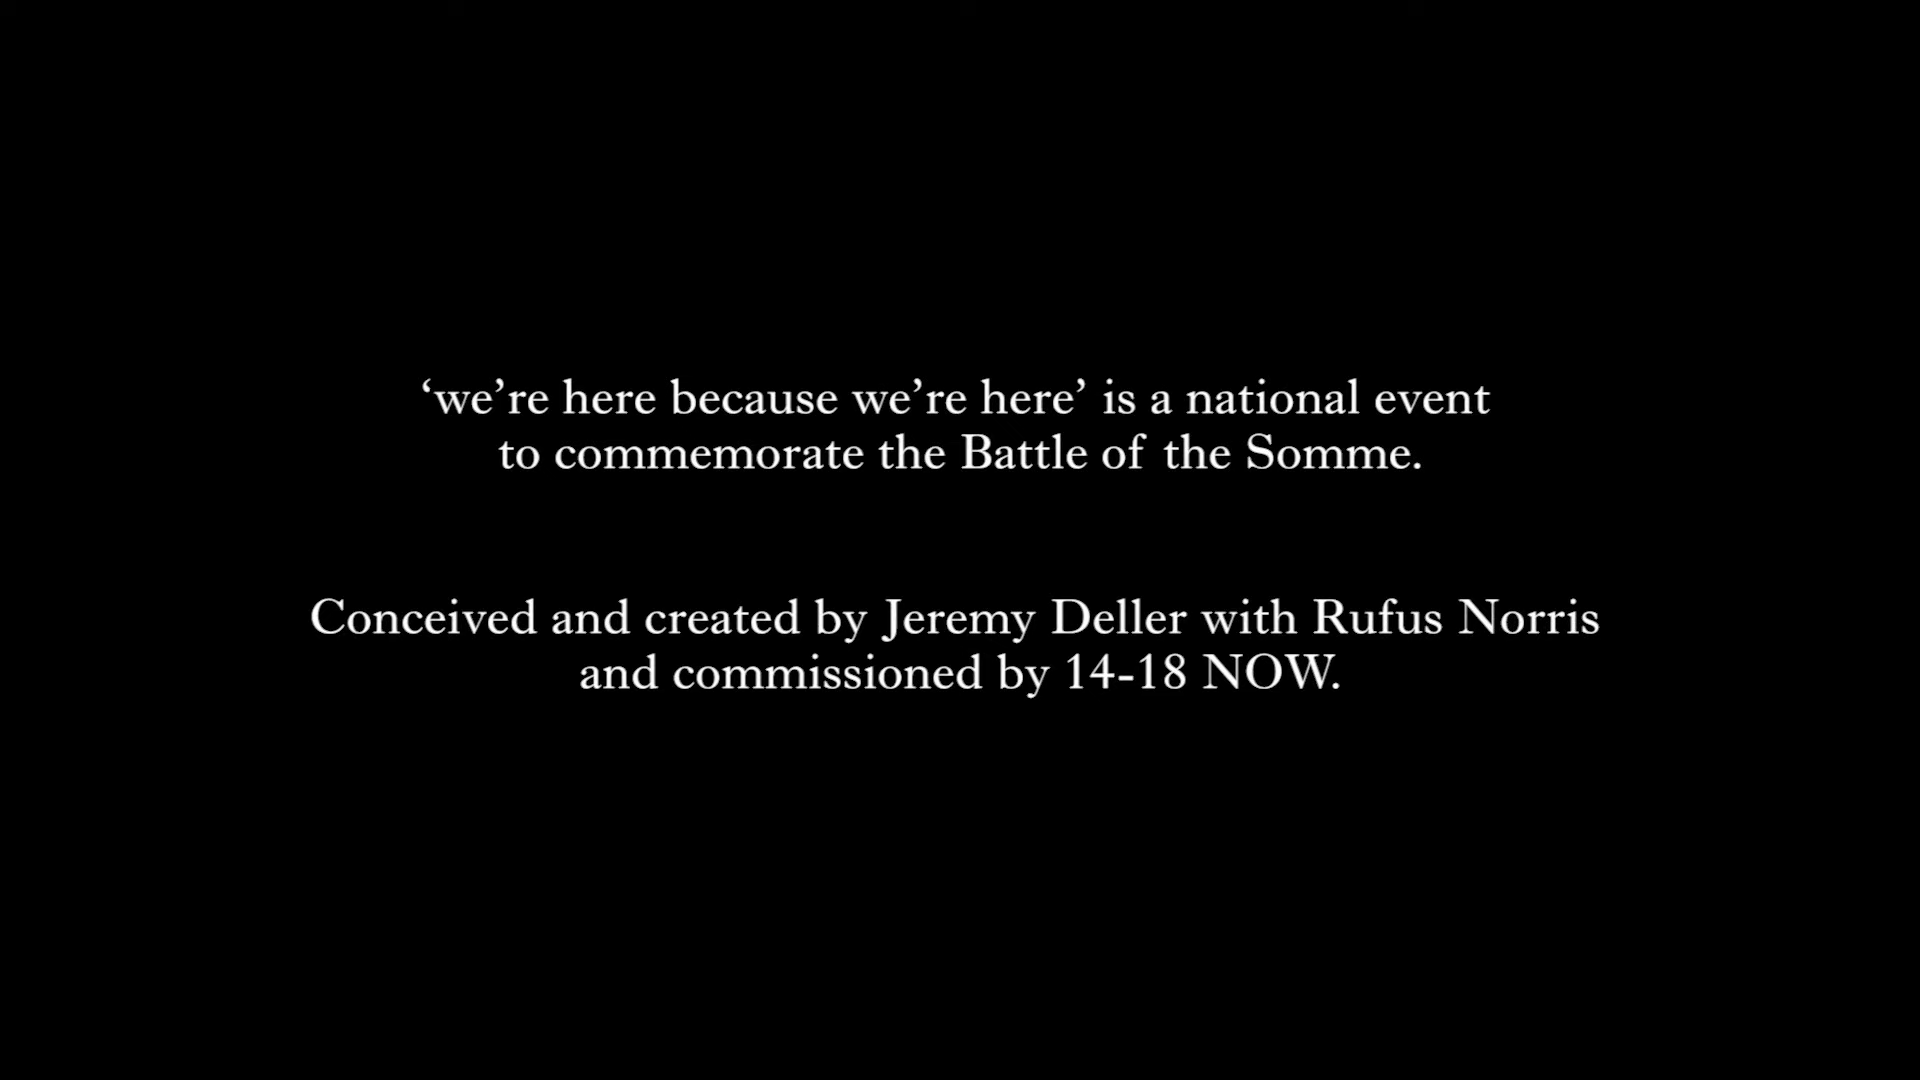 ‘we’re here because we’re here’ is a national event
to commemorate the Battle of the Somme.
Conceived and created by Jeremy Deller with Rufus Norris
and commissioned by 14-18 NOW.